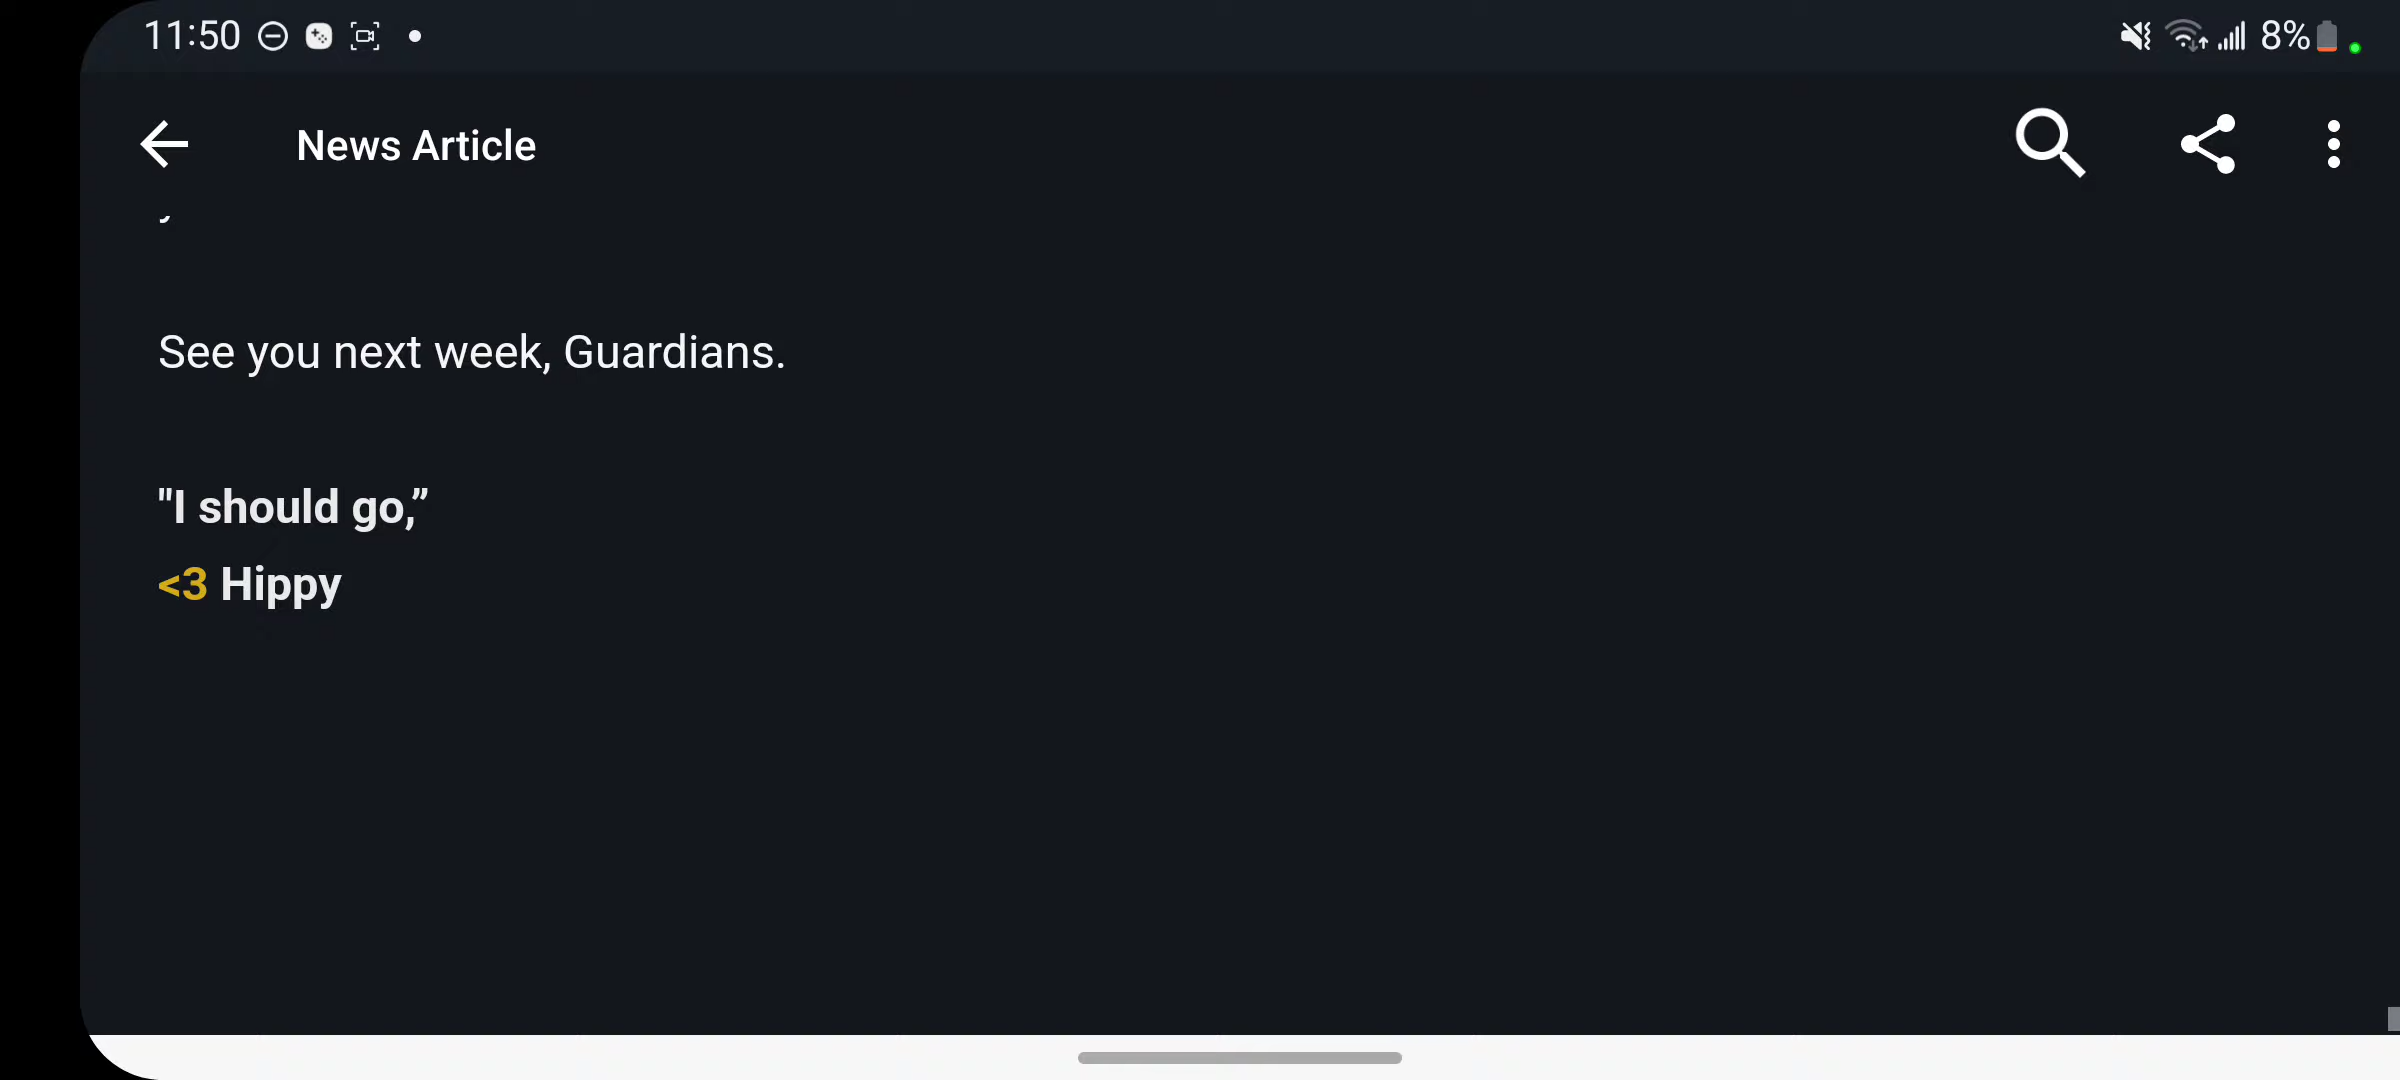 11:50
8%
News Article
See you next week, Guardians.
"I should go,”
<3 Hippy